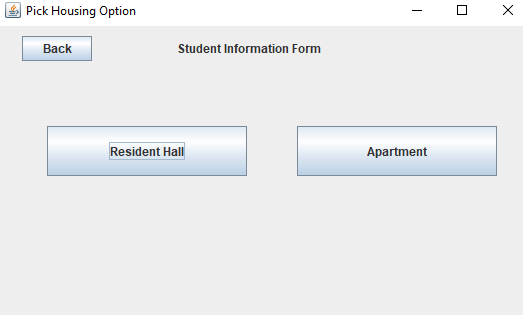 Pick Housing Option
Back
Student Information Form
Resident Hall
Apartment